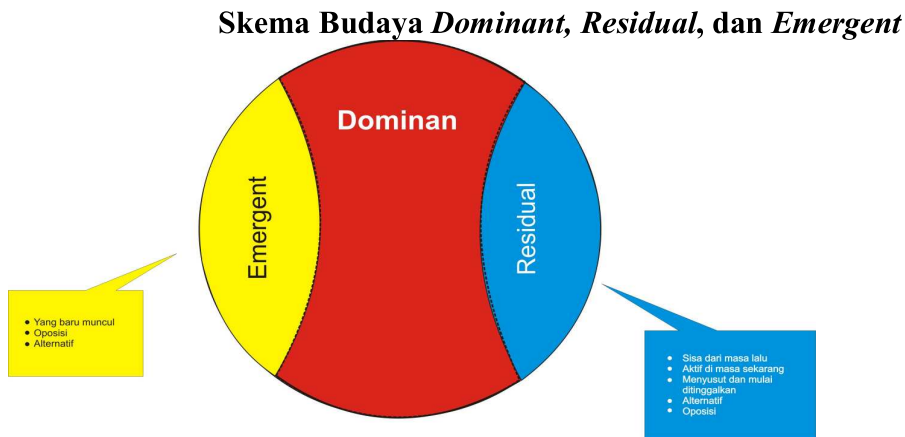 Skema Budaya Dominant, Residual, dan Emergent
Dominan
Emergent
Residual
● Yang baru muncul
● Oposisi
● Alternatif
● Sisa dari masa lalu
● Aktif di masa sekarang
● Menyusut dan mulai
ditinggalkan
● Alternatif
● Oposisi